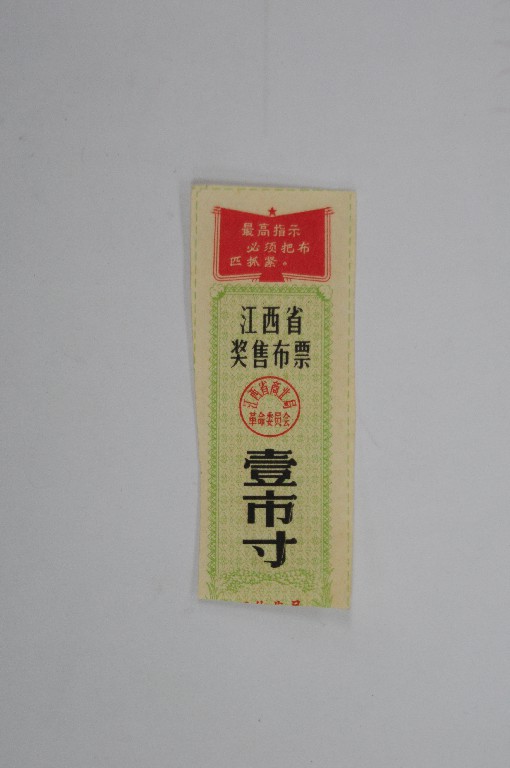 最高指示
必须把布
匹抓紧。
江西省
奖售布票
江西省商业局
革命委员会
壹市寸